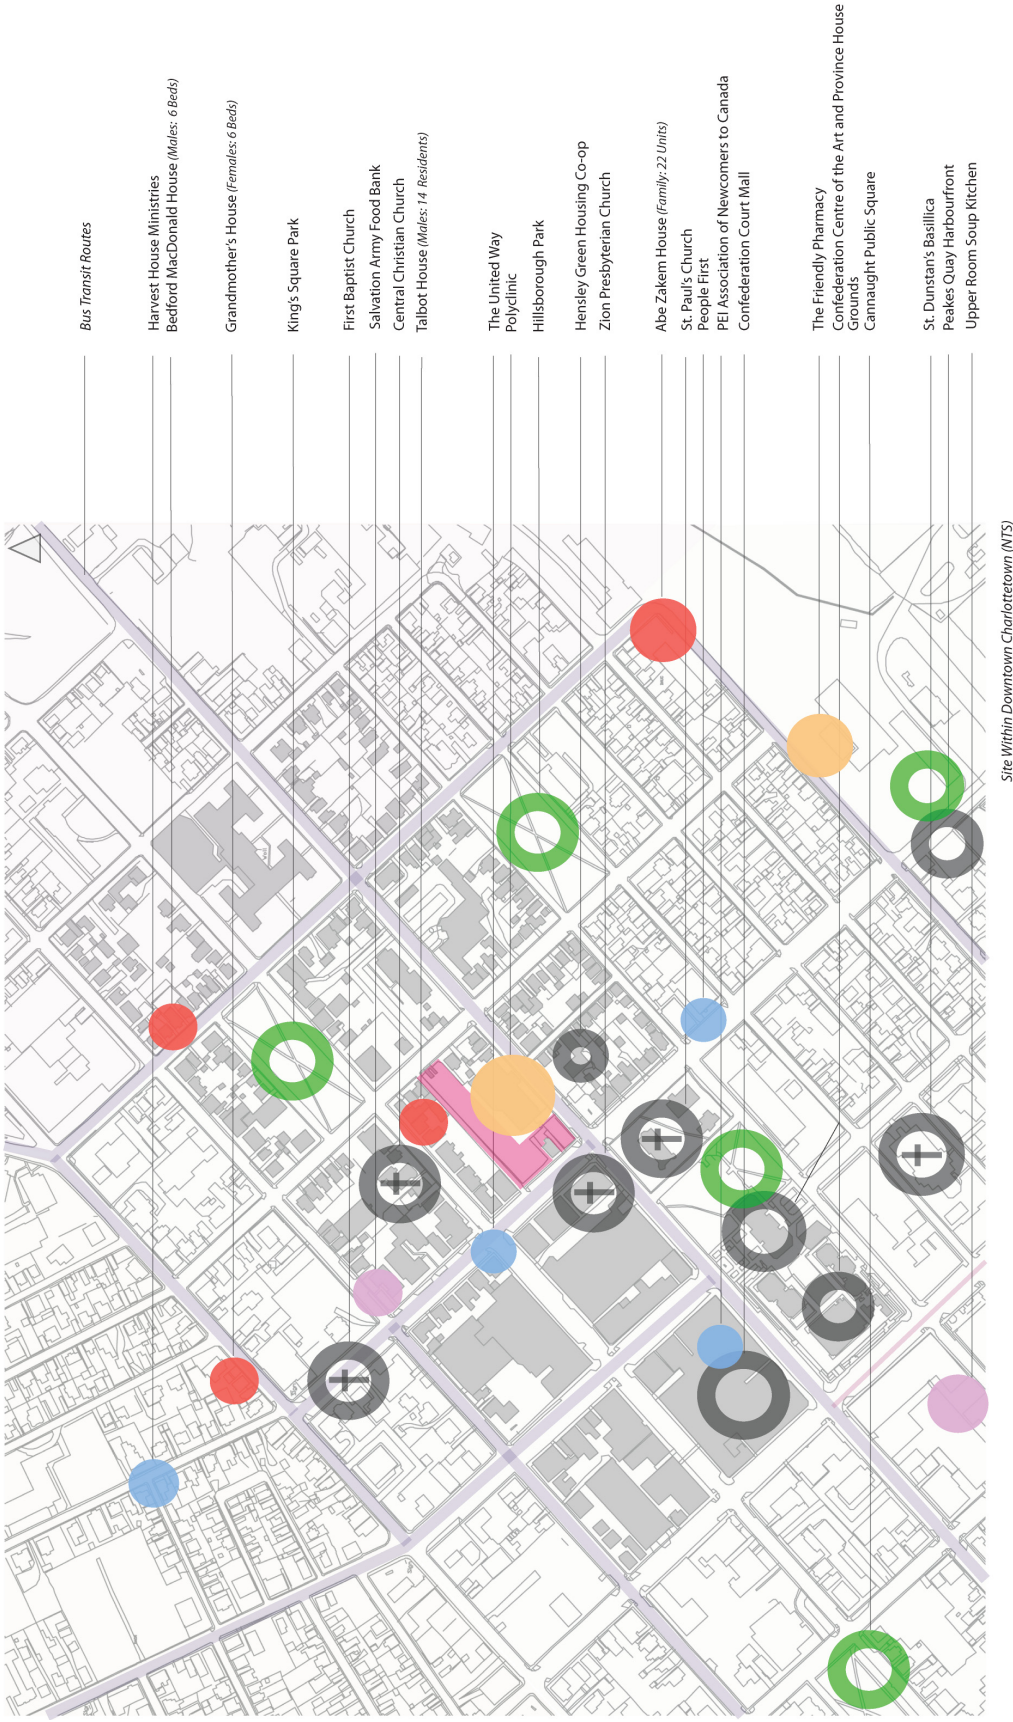 Bus Transit Routes
Harvest House Ministries
Bedford MacDonald House (Males: 6 Beds)
Grandmother's House (Females: 6 Beds)
King's Square Park
First Baptist Church
Salvation Army Food Bank
Central Christian Church
Talbot House (Males: 14 Residents)
The United Way
Polyclinic
Hillsborough Park
Hensley Green Housing Co-op
Zion Presbyterian Church
Abe Zakem House (Family: 22 Units)
St. Paul's Church
People First
PEI Association of Newcomers to Canada
Confederation Court Mall
The Friendly Pharmacy
Confederation Centre of the Art and Province House
Grounds
Cannaught Public Square
St. Dunstan's Basillica
Peakes Quay Harbourfront
Upper Room Soup Kitchen
Site Within Downtown Charlottetown (NTS)